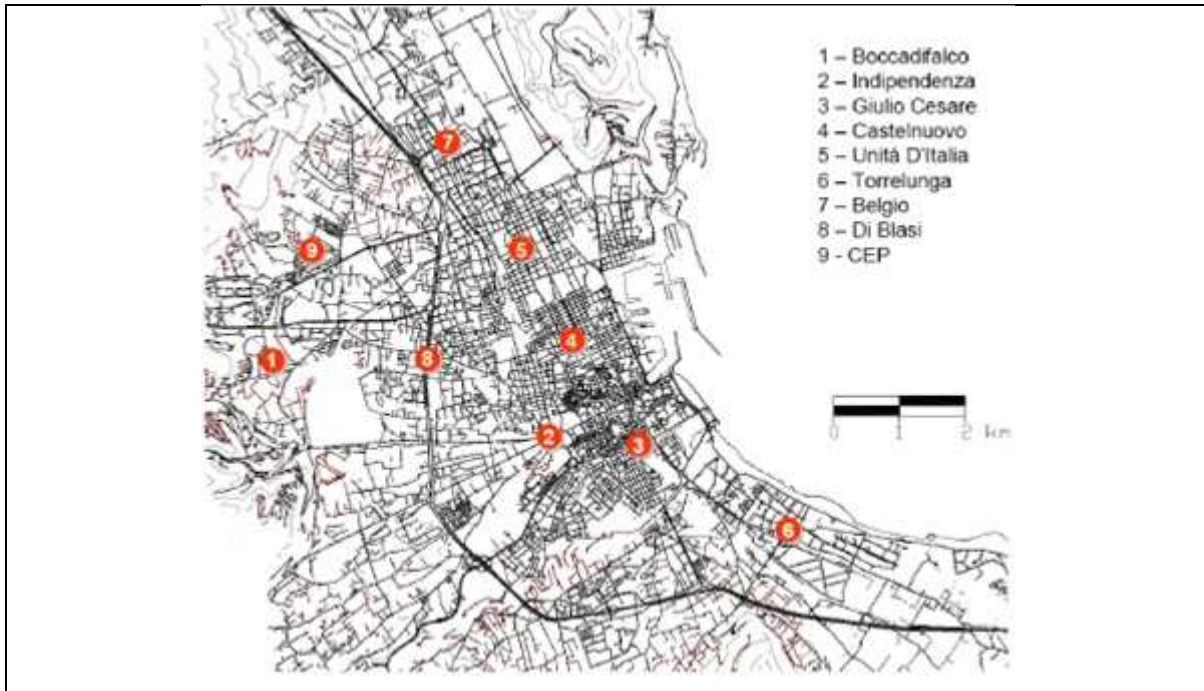 1 – Boccadifalco
2 – Indipendenza
3 – Giulio Cesare
4 – Castelnuovo
5 – Unità D'Italia
6 – Torrelunga
7 – Belgio
8 – Di Blasi
9 - CEP
7
9
5
4
1
8
2
3
6
0 1 2 km